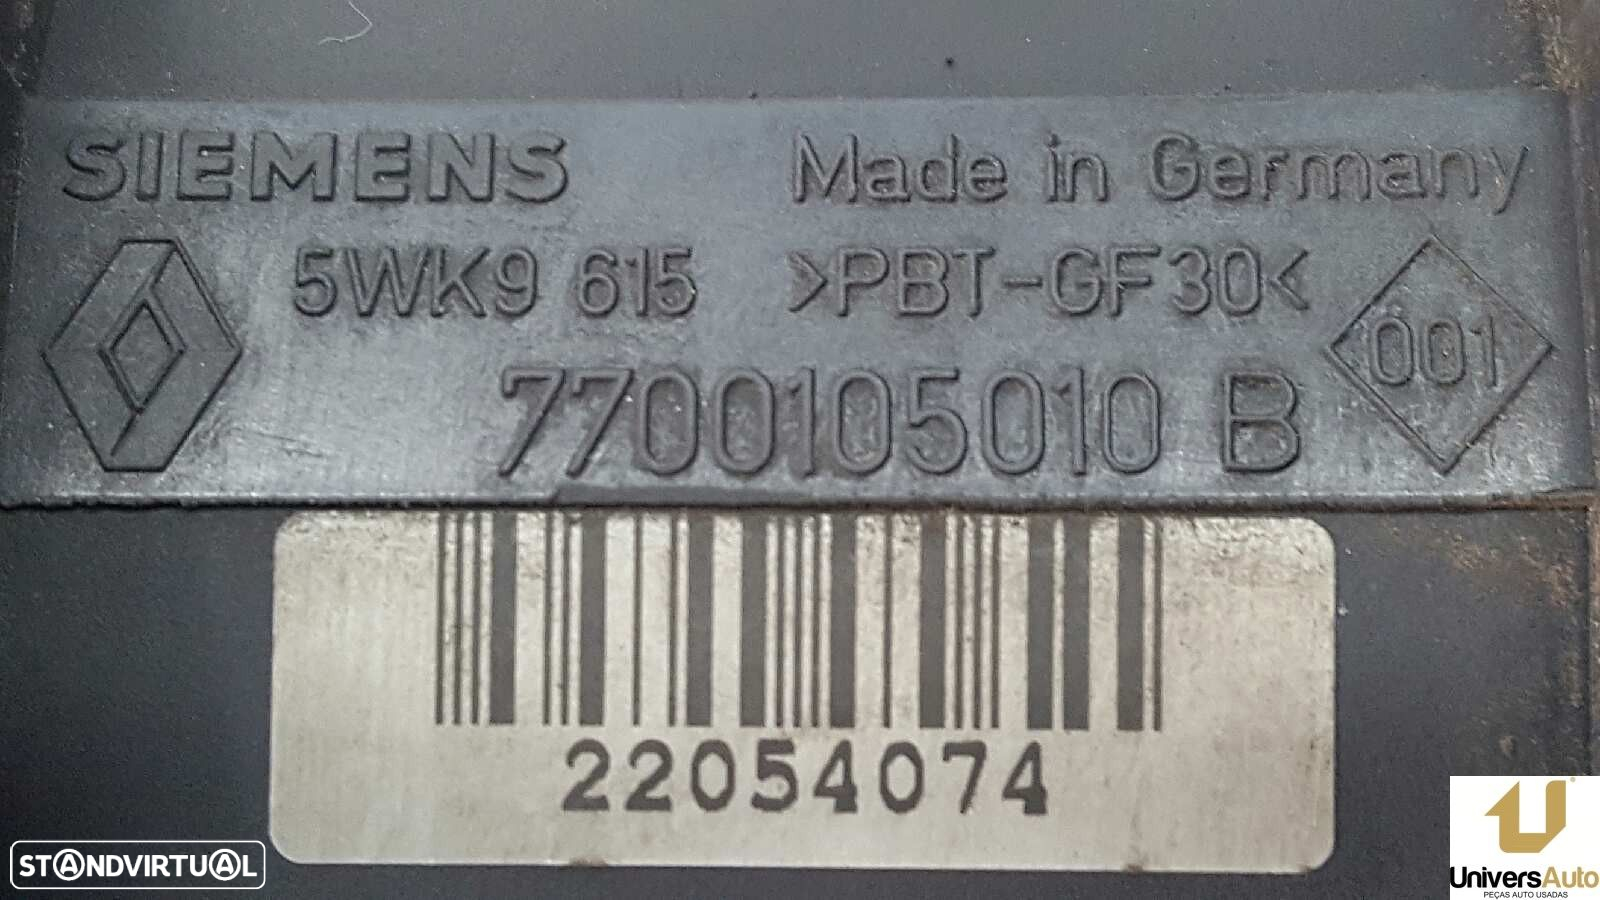 SIEMENS Made in Germany
5WK9 615 >PBT-GF30<
001
7700105010 B
22054074
STANDVIRTUAL
UniversAuto
PEÇAS AUTO USADAS